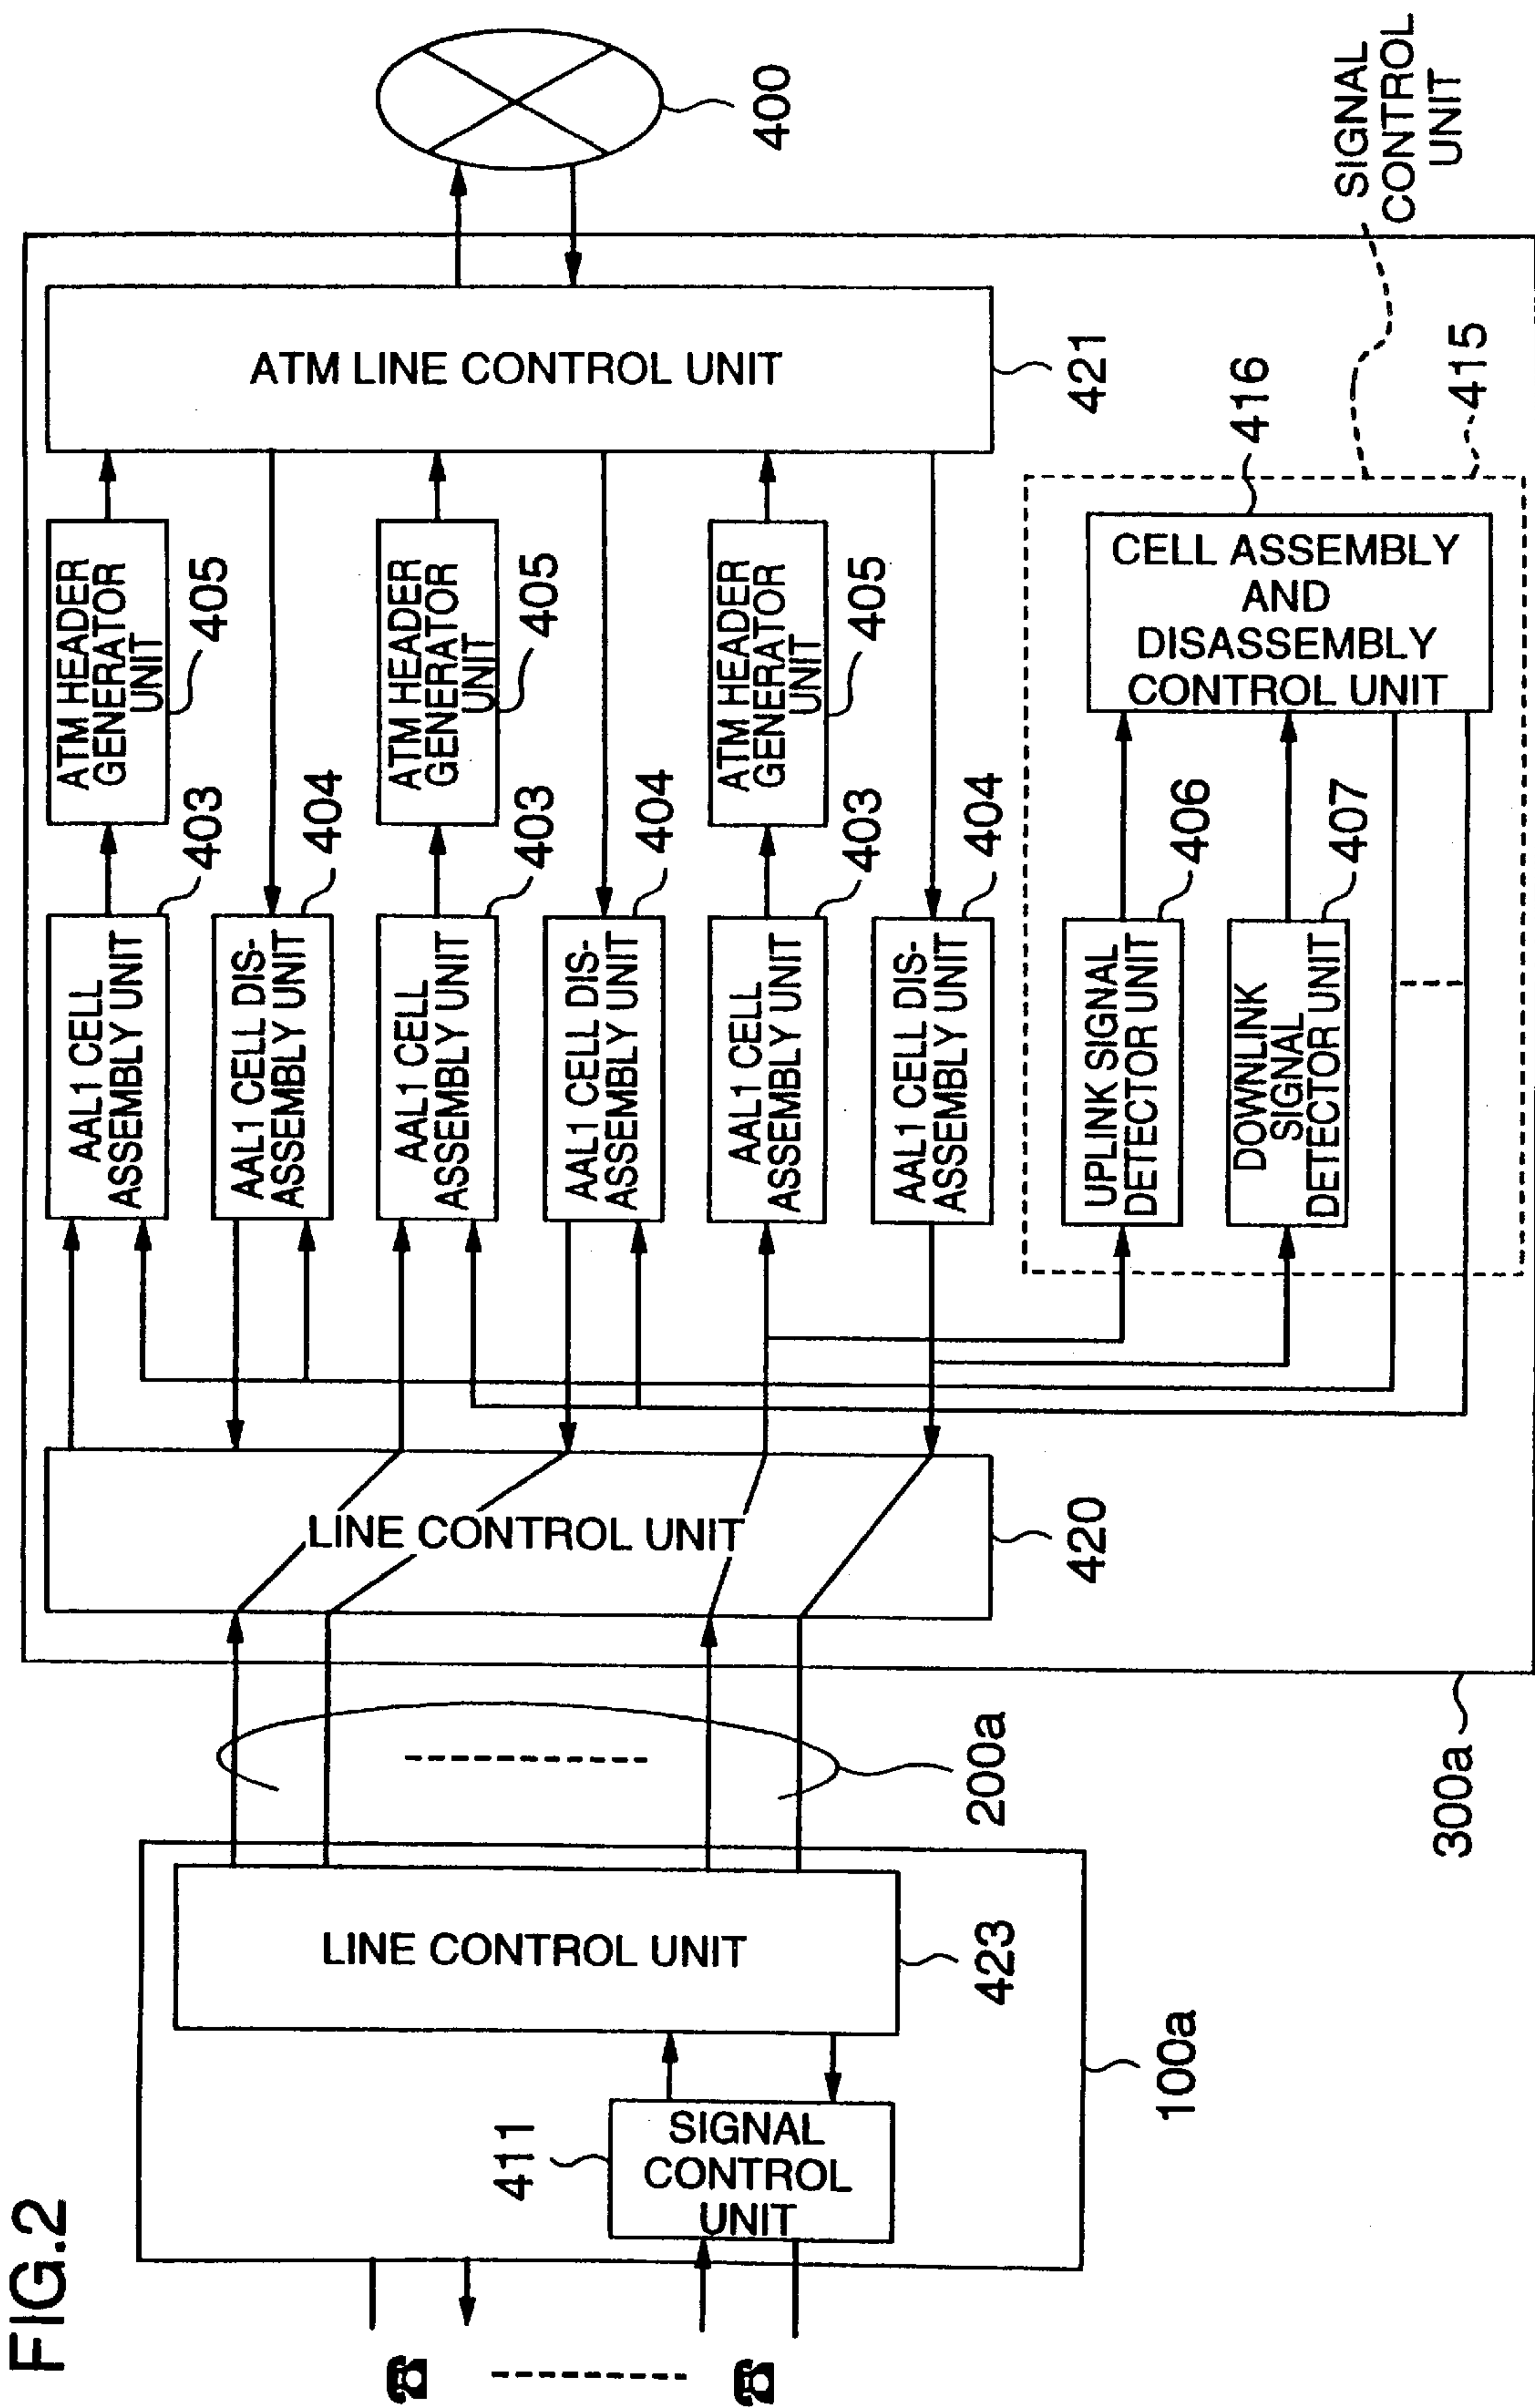 FIG.2
400
SIGNAL
CONTROL
UNIT
ATM LINE CONTROL UNIT
421
415
416
ATM HEADER
GENERATOR
UNIT
405
ATM HEADER
GENERATOR
UNIT
405
ATM HEADER
GENERATOR
UNIT
405
CELL ASSEMBLY
AND
DISASSEMBLY
CONTROL UNIT
403
404
403
404
403
404
406
407
AAL1 CELL
ASSEMBLY UNIT
AAL1 CELL DIS-
ASSEMBLY UNIT
AAL1 CELL
ASSEMBLY UNIT
AAL1 CELL DIS-
ASSEMBLY UNIT
AAL1 CELL
ASSEMBLY UNIT
AAL1 CELL DIS-
ASSEMBLY UNIT
UPLINK SIGNAL
DETECTOR UNIT
DOWNLINK
SIGNAL
DETECTOR UNIT
LINE CONTROL UNIT
420
300a
200a
LINE CONTROL UNIT
423
100a
411
SIGNAL
CONTROL
UNIT